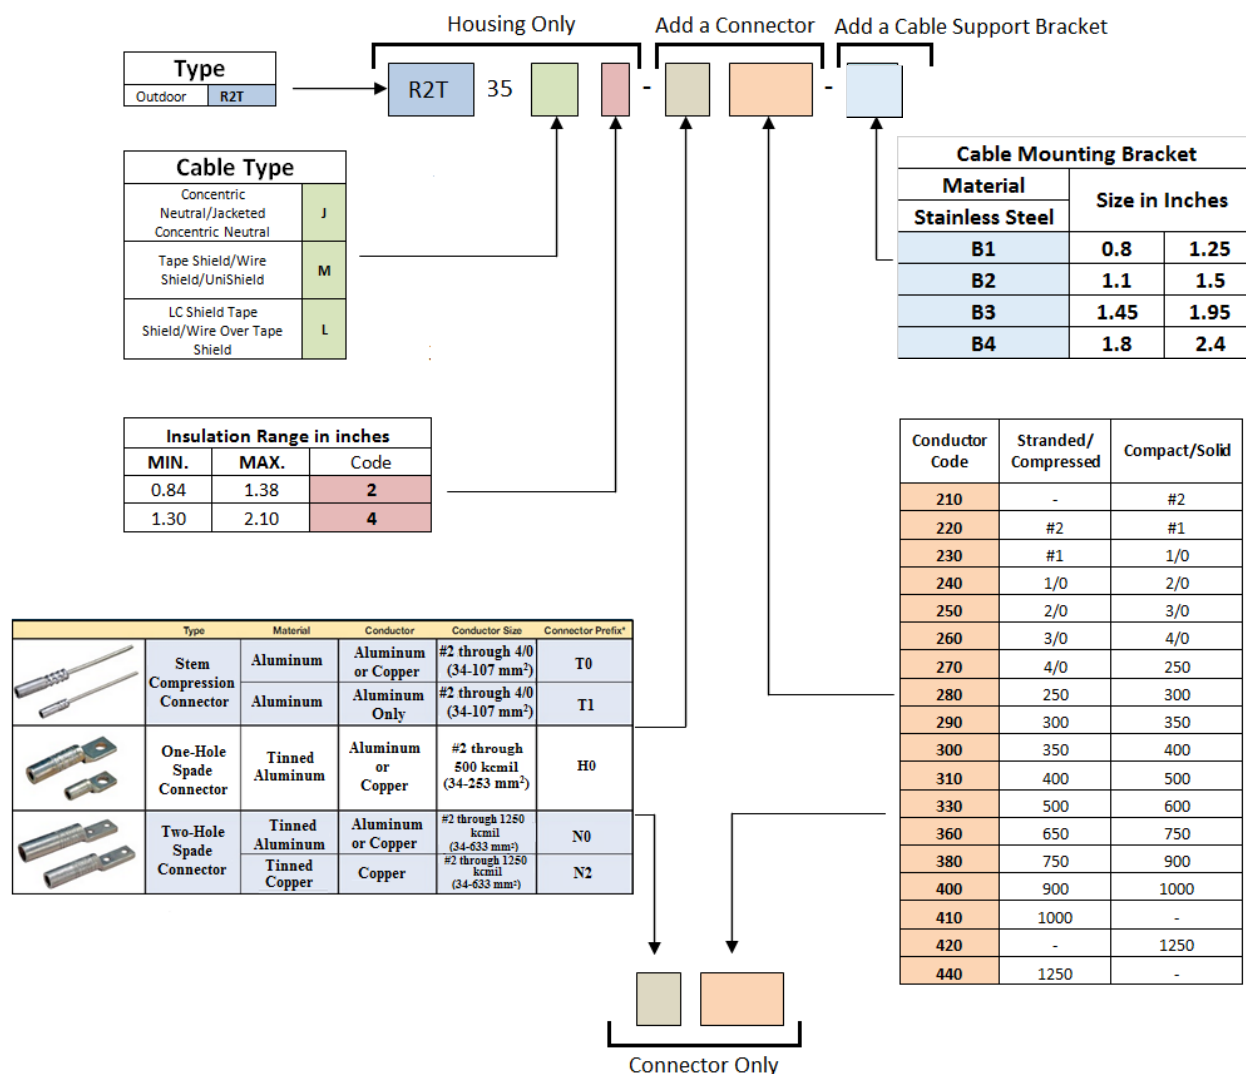 Housing Only
Add a Connector
Add a Cable Support Bracket
Type
Outdoor R2T
R2T 35 - -
Cable Type
Concentric
Neutral/Jacketed
Concentric Neutral
J
Tape Shield/Wire
Shield/UniShield
M
LC Shield Tape
Shield/Wire Over Tape
Shield
L
Cable Mounting Bracket
Material
Stainless Steel
Size in Inches
B1 0.8 1.25
B2 1.1 1.5
B3 1.45 1.95
B4 1.8 2.4
Insulation Range in inches
MIN. MAX. Code
0.84 1.38 2
1.30 2.10 4
Conductor
Code
Stranded/
Compressed
Compact/Solid
210 - #2
220 #2 #1
230 #1 1/0
240 1/0 2/0
250 2/0 3/0
260 3/0 4/0
270 4/0 250
280 250 300
290 300 350
300 350 400
310 400 500
330 500 600
360 650 750
380 750 900
400 900 1000
410 1000 -
420 - 1250
440 1250 -
Type Material Conductor Conductor Size Connector Prefix*
Stem
Compression
Connector
Aluminum
Aluminum
or Copper
#2 through 4/0
(34-107 mm²)
T0
Aluminum
Aluminum
Only
#2 through 4/0
(34-107 mm²)
T1
One-Hole
Spade
Connector
Tinned
Aluminum
Aluminum
or
Copper
#2 through
500 kcmil
(34-253 mm²)
H0
Two-Hole
Spade
Connector
Tinned
Aluminum
Aluminum
or Copper
#2 through 1250
kcmil
(34-633 mm²)
N0
Tinned
Copper
Copper
#2 through 1250
kcmil
(34-633 mm²)
N2
Connector Only